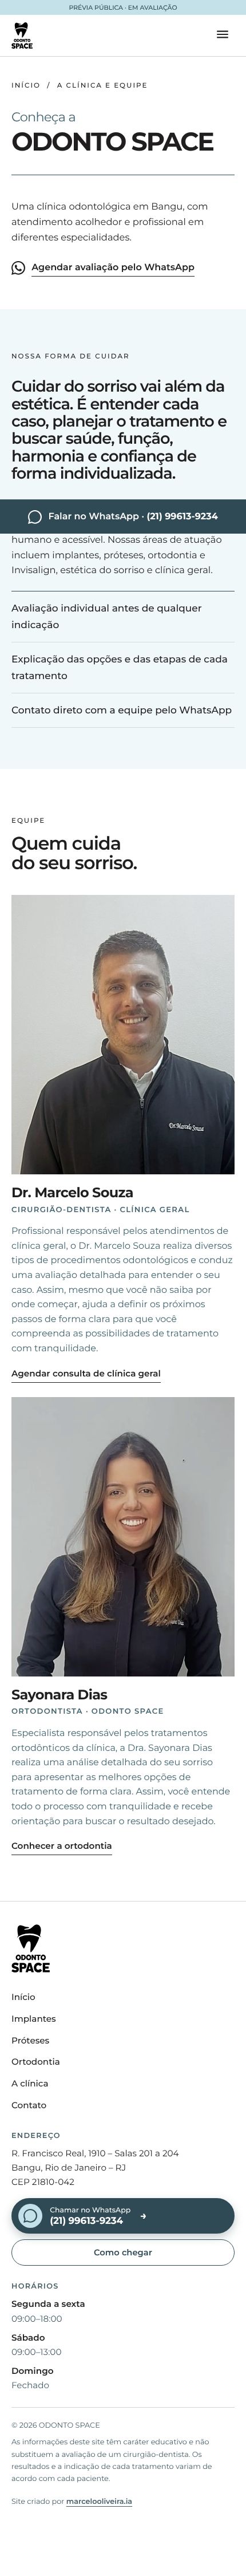 PRÉVIA PÚBLICA · EM AVALIAÇÃO
ODONTO
SPACE
INÍCIO / A CLÍNICA E EQUIPE
Conheça a
ODONTO SPACE
Uma clínica odontológica em Bangu, com
atendimento acolhedor e profissional em
diferentes especialidades.
Agendar avaliação pelo WhatsApp
NOSSA FORMA DE CUIDAR
Cuidar do sorriso vai além da
estética. É entender cada
caso, planejar o tratamento e
buscar saúde, função,
harmonia e confiança de
forma individualizada.
Falar no WhatsApp · (21) 99613-9234
humano e acessível. Nossas áreas de atuação
incluem implantes, próteses, ortodontia e
Invisalign, estética do sorriso e clínica geral.
Avaliação individual antes de qualquer
indicação
Explicação das opções e das etapas de cada
tratamento
Contato direto com a equipe pelo WhatsApp
EQUIPE
Quem cuida
do seu sorriso.
Dr. Marcelo Souza
Dr. Marcelo Souza
CIRURGIÃO-DENTISTA · CLÍNICA GERAL
Profissional responsável pelos atendimentos de
clínica geral, o Dr. Marcelo Souza realiza diversos
tipos de procedimentos odontológicos e conduz
uma avaliação detalhada para entender o seu
caso. Assim, mesmo que você não saiba por
onde começar, ajuda a definir os próximos
passos de forma clara para que você
compreenda as possibilidades de tratamento
com tranquilidade.
Agendar consulta de clínica geral
Sayonara Dias
ORTODONTISTA · ODONTO SPACE
Especialista responsável pelos tratamentos
ortodônticos da clínica, a Dra. Sayonara Dias
realiza uma análise detalhada do seu sorriso
para apresentar as melhores opções de
tratamento de forma clara. Assim, você entende
todo o processo com tranquilidade e recebe
orientação para buscar o resultado desejado.
Conhecer a ortodontia
ODONTO
SPACE
Início
Implantes
Próteses
Ortodontia
A clínica
Contato
ENDEREÇO
R. Francisco Real, 1910 – Salas 201 a 204
Bangu, Rio de Janeiro – RJ
CEP 21810-042
Chamar no WhatsApp
(21) 99613-9234 →
Como chegar
HORÁRIOS
Segunda a sexta
09:00–18:00
Sábado
09:00–13:00
Domingo
Fechado
© 2026 ODONTO SPACE
As informações deste site têm caráter educativo e não
substituem a avaliação de um cirurgião-dentista. Os
resultados e a indicação de cada tratamento variam de
acordo com cada paciente.
Site criado por marcelooliveira.ia